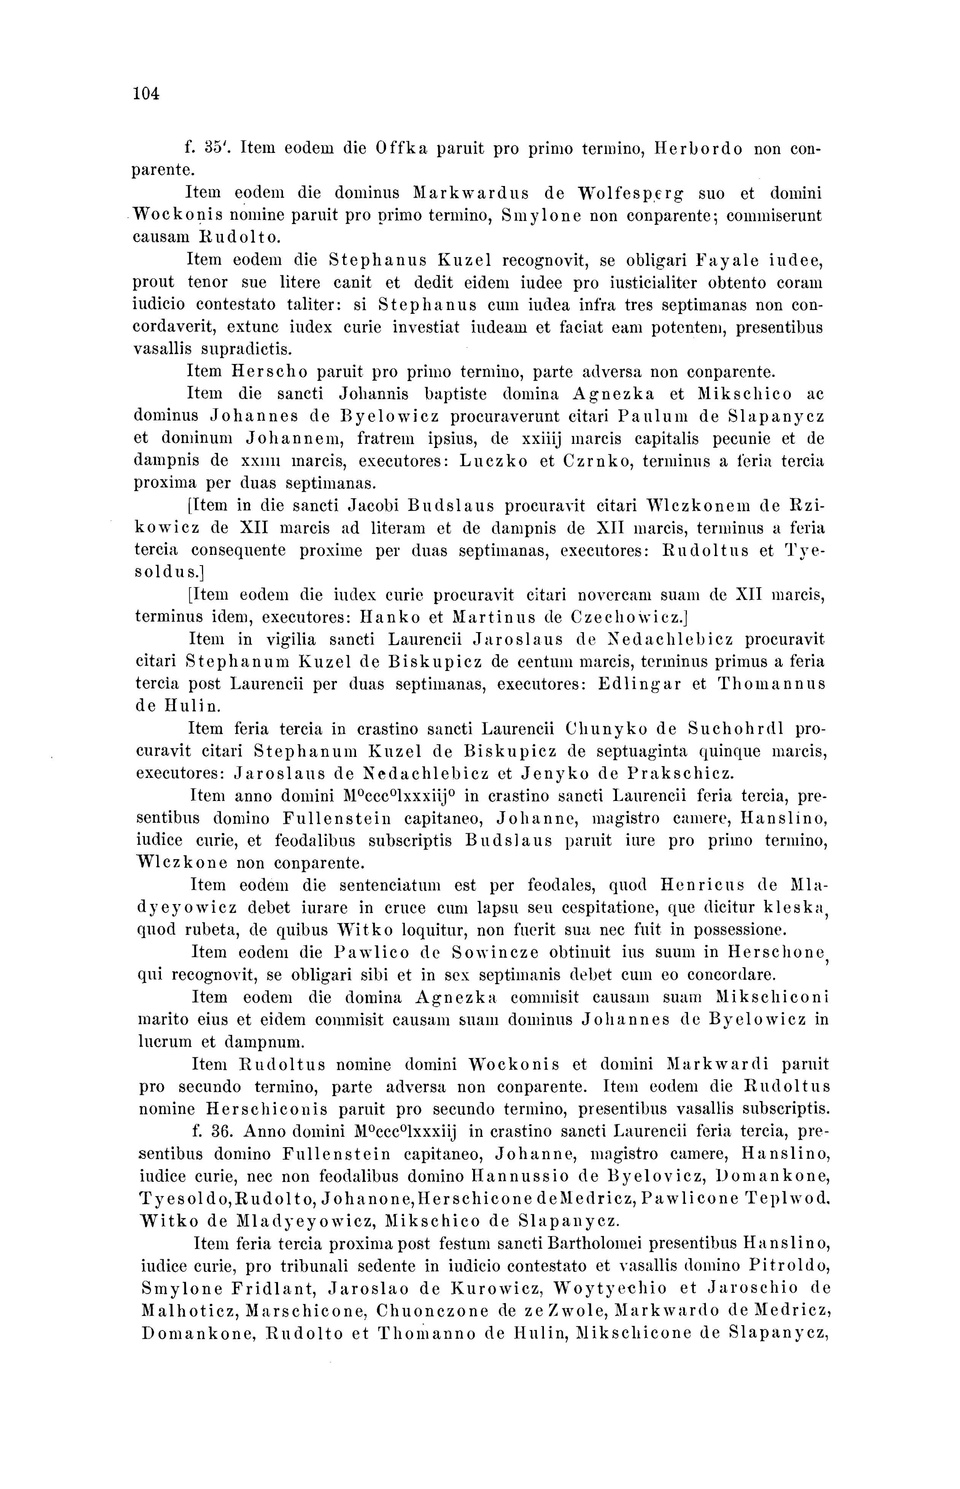 104
f. 35'. Item eodem die Offka paruit pro primo termino, Herbordo non con-
parente.
Item eodem die dominus Markwardus de Wolfesperg suo et domini
Wockonis nomine paruit pro primo termino, Smylone non conparente; commiserunt
causam Rudolto.
Item eodem die Stephanus Kuzel recognovit, se obligari Fayale iudee,
prout tenor sue litere canit et dedit eidem iudee pro iusticialiter obtento coram
iudicio contestato taliter: si Stephanus cum iudea infra tres septimanas non con-
cordaverit, extunc iudex curie investiat iudeam et faciat eam potentem, presentibus
vasallis supradictis.
Item Herscho paruit pro primo termino, parte adversa non conparente.
Item die sancti Johannis baptiste domina Agnezka et Mikschico ac
dominus Johannes de Byelowicz procuraverunt citari Paulum de Slapanycz
et dominum Johannem, fratrem ipsius, de xxiiij marcis capitalis pecunie et de
dampnis de xxiiii marcis, executores: Luczko et Czrnko, terminus a feria tercia
proxima per duas septimanas.
[Item in die sancti Jacobi Budslaus procuravit citari Wlczkonem de Rzi-
kowicz de XII marcis ad literam et de dampnis de XII marcis, terminus a feria
tercia consequente proxime per duas septimanas, executores: Rudoltus et Tye-
soldus.]
[Item eodem die iudex curie procuravit citari novercam suam de XII marcis,
terminus idem, executores: Hanko et Martinus de Czechowicz.]
Item in vigilia sancti Laurencii Jaroslaus de Nedachlebicz procuravit
citari Stephanum Kuzel de Biskupicz de centum marcis, terminus primus a feria
tercia post Laurencii per duas septimanas, executores: Edlingar et Thomannus
de Hulin.
Item feria tercia in crastino sancti Laurencii Chunyko de Suchohrdl pro-
curavit citari Stephanum Kuzel de Biskupicz de septuaginta quinque marcis,
executores: Jaroslaus de Nedachlebicz et Jenyko de Prakschicz.
Item anno domini M°ccc°lxxxiij° in crastino sancti Laurencii feria tercia, pre-
sentibus domino Fullenstein capitaneo, Johanne, magistro camere, Hanslino,
iudice curie, et feodalibus subscriptis Budslaus paruit iure pro primo termino,
Wlczkone non conparente.
Item eodem die sentenciatum est per feodales, quod Henricus de Mla-
dyeyowicz debet iurare in cruce cum lapsu seu cespitatione, que dicitur kleska,
quod rubeta, de quibus Witko loquitur, non fuerit sua nec fuit in possessione.
Item eodem die Pawlico de Sowincze obtinuit ius suum in Herschone,
qui recognovit, se obligari sibi et in sex septimanis debet cum eo concordare.
Item eodem die domina Agnezka commisit causam suam Mikschiconi
marito eius et eidem commisit causam suam dominus Johannes de Byelowicz in
lucrum et dampnum.
Item Rudoltus nomine domini Wockonis et domini Markwardi paruit
pro secundo termino, parte adversa non conparente. Item eodem die Rudoltus
nomine Herschiconis paruit pro secundo termino, presentibus vasallis subscriptis.
f. 36. Anno domini M°ccc°lxxxiij in crastino sancti Laurencii feria tercia, pre-
sentibus domino Fullenstein capitaneo, Johanne, magistro camere, Hanslino,
iudice curie, nec non feodalibus domino Hannussio de Byelovicz, Domankone,
Tyesoldo, Rudolto, Johanone, Herschicone de Medricz, Pawlicone Teplwod.
Witko de Mladyeyowicz, Mikschico de Slapanycz.
Item feria tercia proxima post festum sancti Bartholomei presentibus Hanslino,
iudice curie, pro tribunali sedente in iudicio contestato et vasallis domino Pitroldo,
Smylone Fridlant, Jaroslao de Kurowicz, Woytyechio et Jaroschio de
Malhoticz, Marschicone, Chuonczone de ze Zwole, Markwardo de Medricz,
Domankone, Rudolto et Thomanno de Hulin, Mikschicone de Slapanycz,